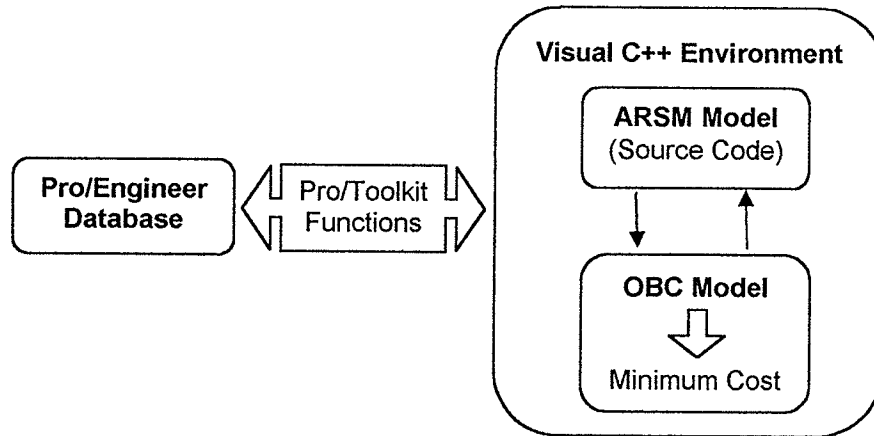 Visual C++ Environment
ARSM Model
(Source Code)
Pro/Engineer
Database
Pro/Toolkit
Functions
OBC Model
Minimum Cost